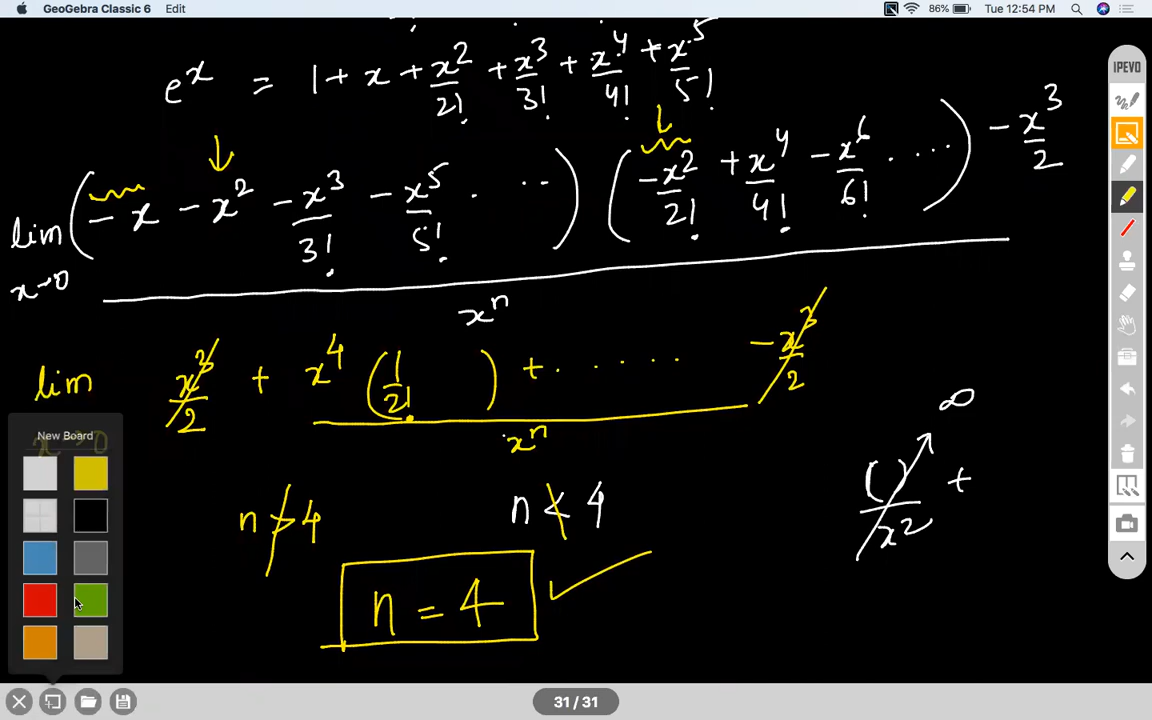 GeoGebra Classic 6 Edit 86% Tue 12:54 PM
IPEVO
e^x = 1 + x + x^2/2! + x^3/3! + x^4/4! + x^5/5!
lim x→0 (-x - x^2 - x^3/3! - x^5/5! ....) (-x^2/2! + x^4/4! - x^6/6! ....) - x^3/2
x^n
lim x→0 x^3/2 + x^4 (1/2! ) + ...... - x^3/2
x^n
∞
( )/x^2 +
New Board
n ≯ 4 n ≮ 4
n = 4 ✓
31 / 31